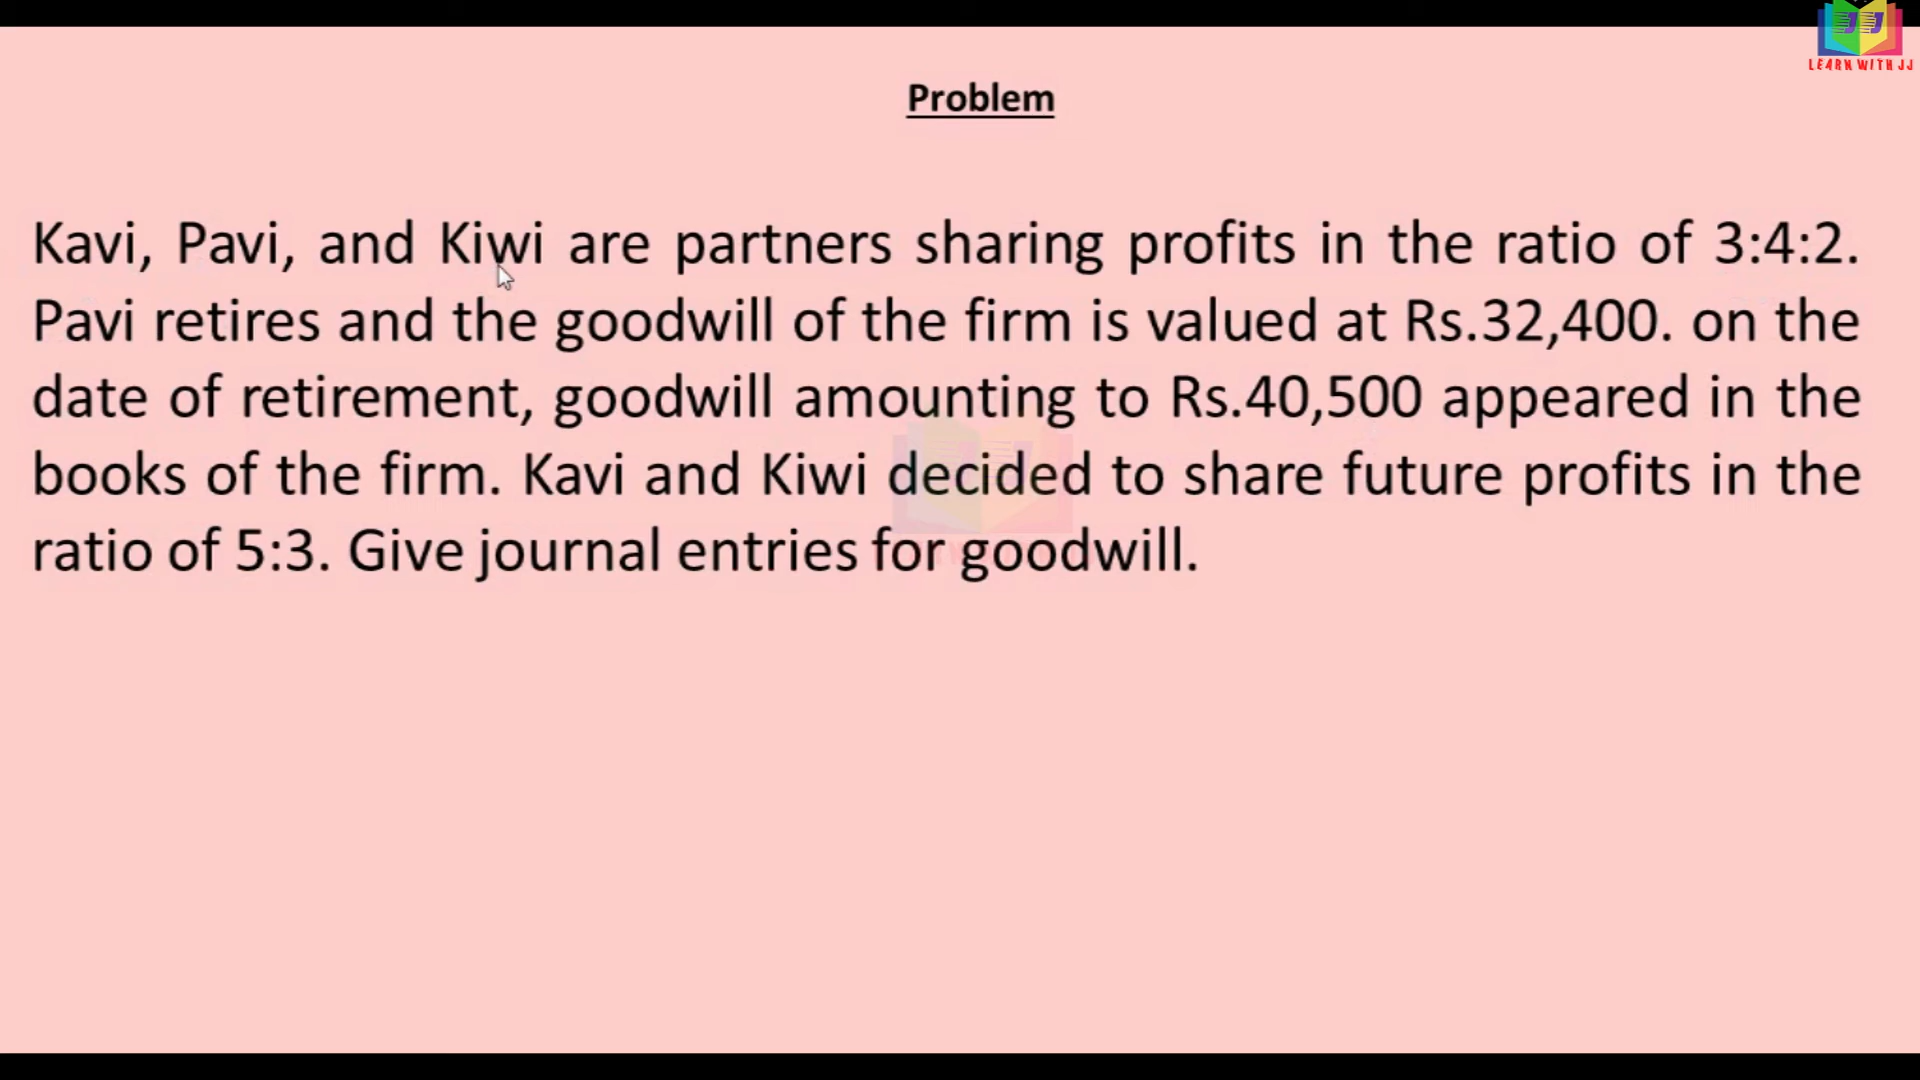 LEARN WITH JJ
Problem
Kavi, Pavi, and Kiwi are partners sharing profits in the ratio of 3:4:2.
Pavi retires and the goodwill of the firm is valued at Rs.32,400. on the
date of retirement, goodwill amounting to Rs.40,500 appeared in the
books of the firm. Kavi and Kiwi decided to share future profits in the
ratio of 5:3. Give journal entries for goodwill.